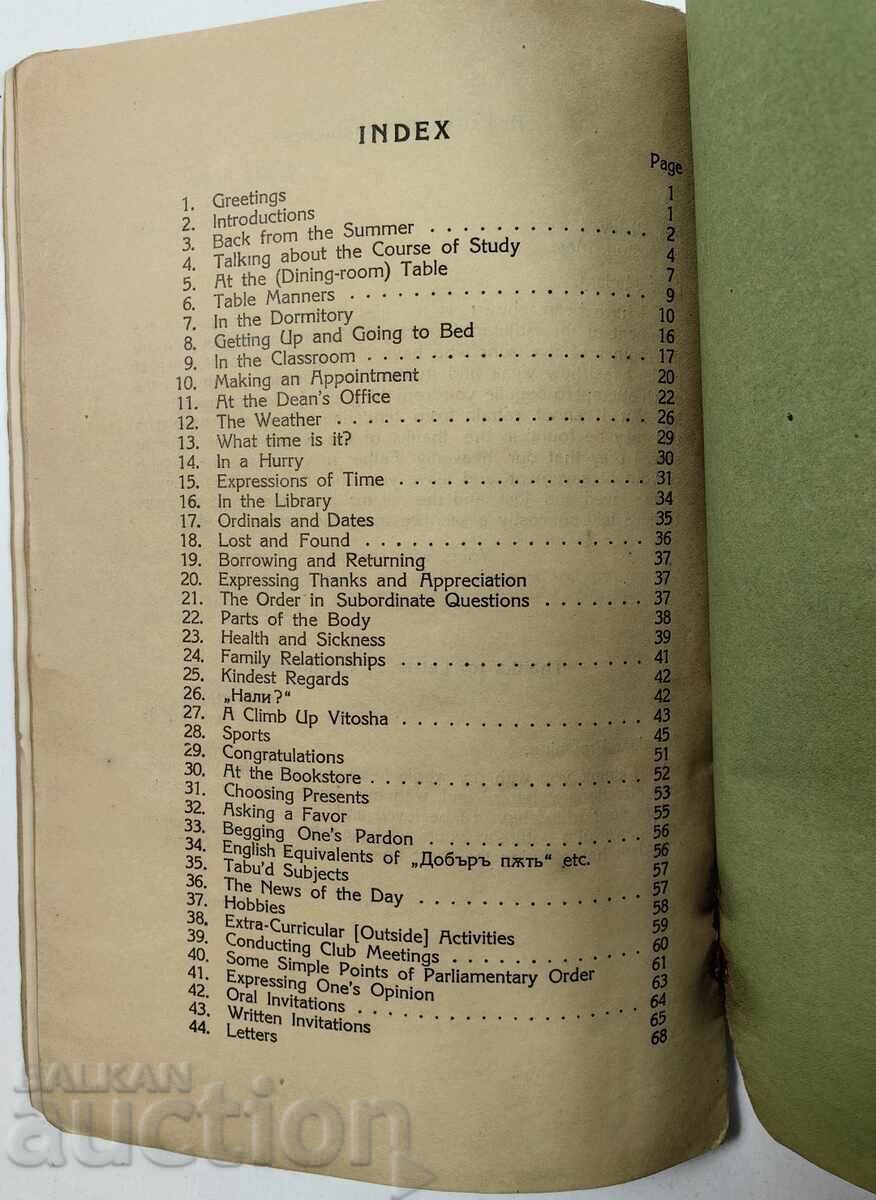 INDEX
Page
1. Greetings 1
2. Introductions 1
3. Back from the Summer . . . . . . . . . . . . . . 2
4. Talking about the Course of Study 4
5. At the (Dining-room) Table 7
6. Table Manners . . . . . . . . . . . . . . . . . . 9
7. In the Dormitory 10
8. Getting Up and Going to Bed 16
9. In the Classroom . . . . . . . . . . . . . . . . . 17
10. Making an Appointment 20
11. At the Dean's Office 22
12. The Weather . . . . . . . . . . . . . . . . . . . 26
13. What time is it? 29
14. In a Hurry 30
15. Expressions of Time . . . . . . . . . . . . . . . . 31
16. In the Library 34
17. Ordinals and Dates 35
18. Lost and Found . . . . . . . . . . . . . . . . . 36
19. Borrowing and Returning 37
20. Expressing Thanks and Appreciation 37
21. The Order in Subordinate Questions . . . . . . . 37
22. Parts of the Body 38
23. Health and Sickness 39
24. Family Relationships . . . . . . . . . . . . . . . 41
25. Kindest Regards 42
26. „Нали?“ 42
27. A Climb Up Vitosha . . . . . . . . . . . . . . . . 43
28. Sports 45
29. Congratulations 51
30. At the Bookstore . . . . . . . . . . . . . . . . . 52
31. Choosing Presents 53
32. Asking a Favor 55
33. Begging One's Pardon . . . . . . . . . . . . . . 56
34. English Equivalents of „Добъръ пѫть“ etc. 56
35. Tabu'd Subjects 57
36. The News of the Day . . . . . . . . . . . . . . . 57
37. Hobbies 58
38. Extra-Curricular [Outside] Activities 59
39. Conducting Club Meetings . . . . . . . . . . . . 60
40. Some Simple Points of Parliamentary Order 61
41. Expressing One's Opinion 63
42. Oral Invitations . . . . . . . . . . . . . . . . . 64
43. Written Invitations 65
44. Letters 68
BALKAN
auction